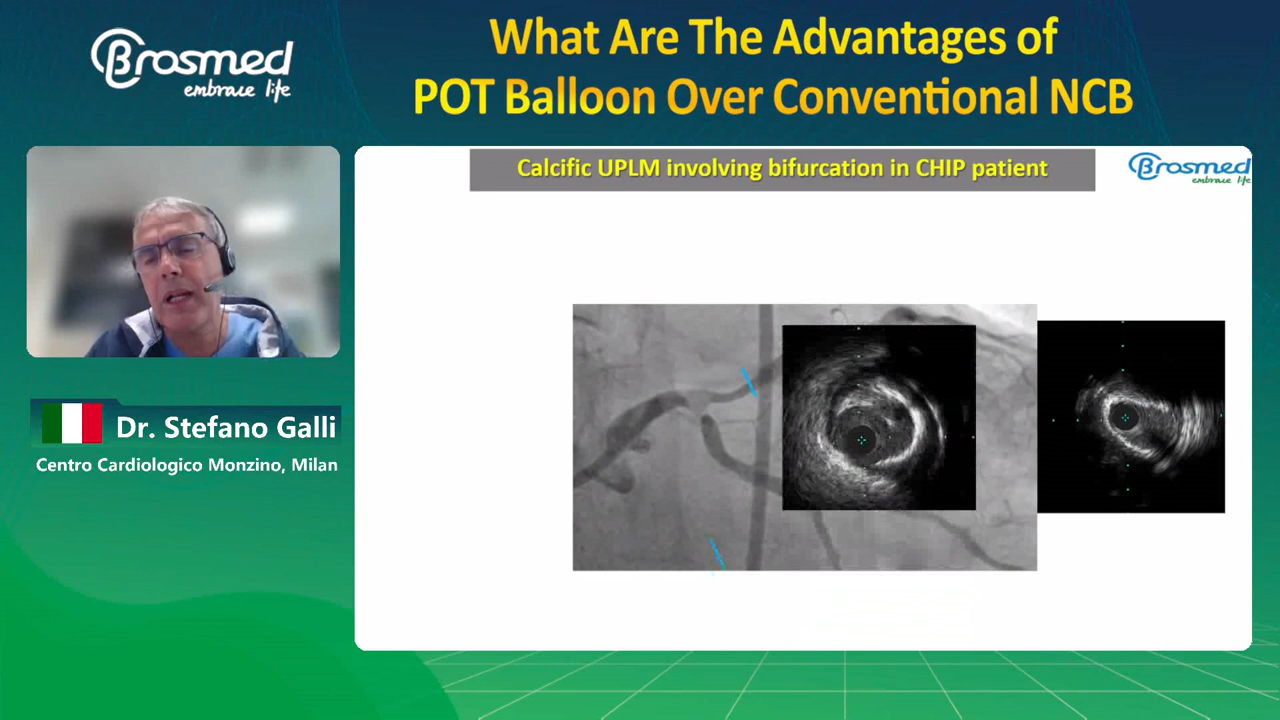 Brosmed
embrace life
What Are The Advantages of
POT Balloon Over Conventional NCB
Calcific UPLM involving bifurcation in CHIP patient
Brosmed
embrace life
Dr. Stefano Galli
Centro Cardiologico Monzino, Milan